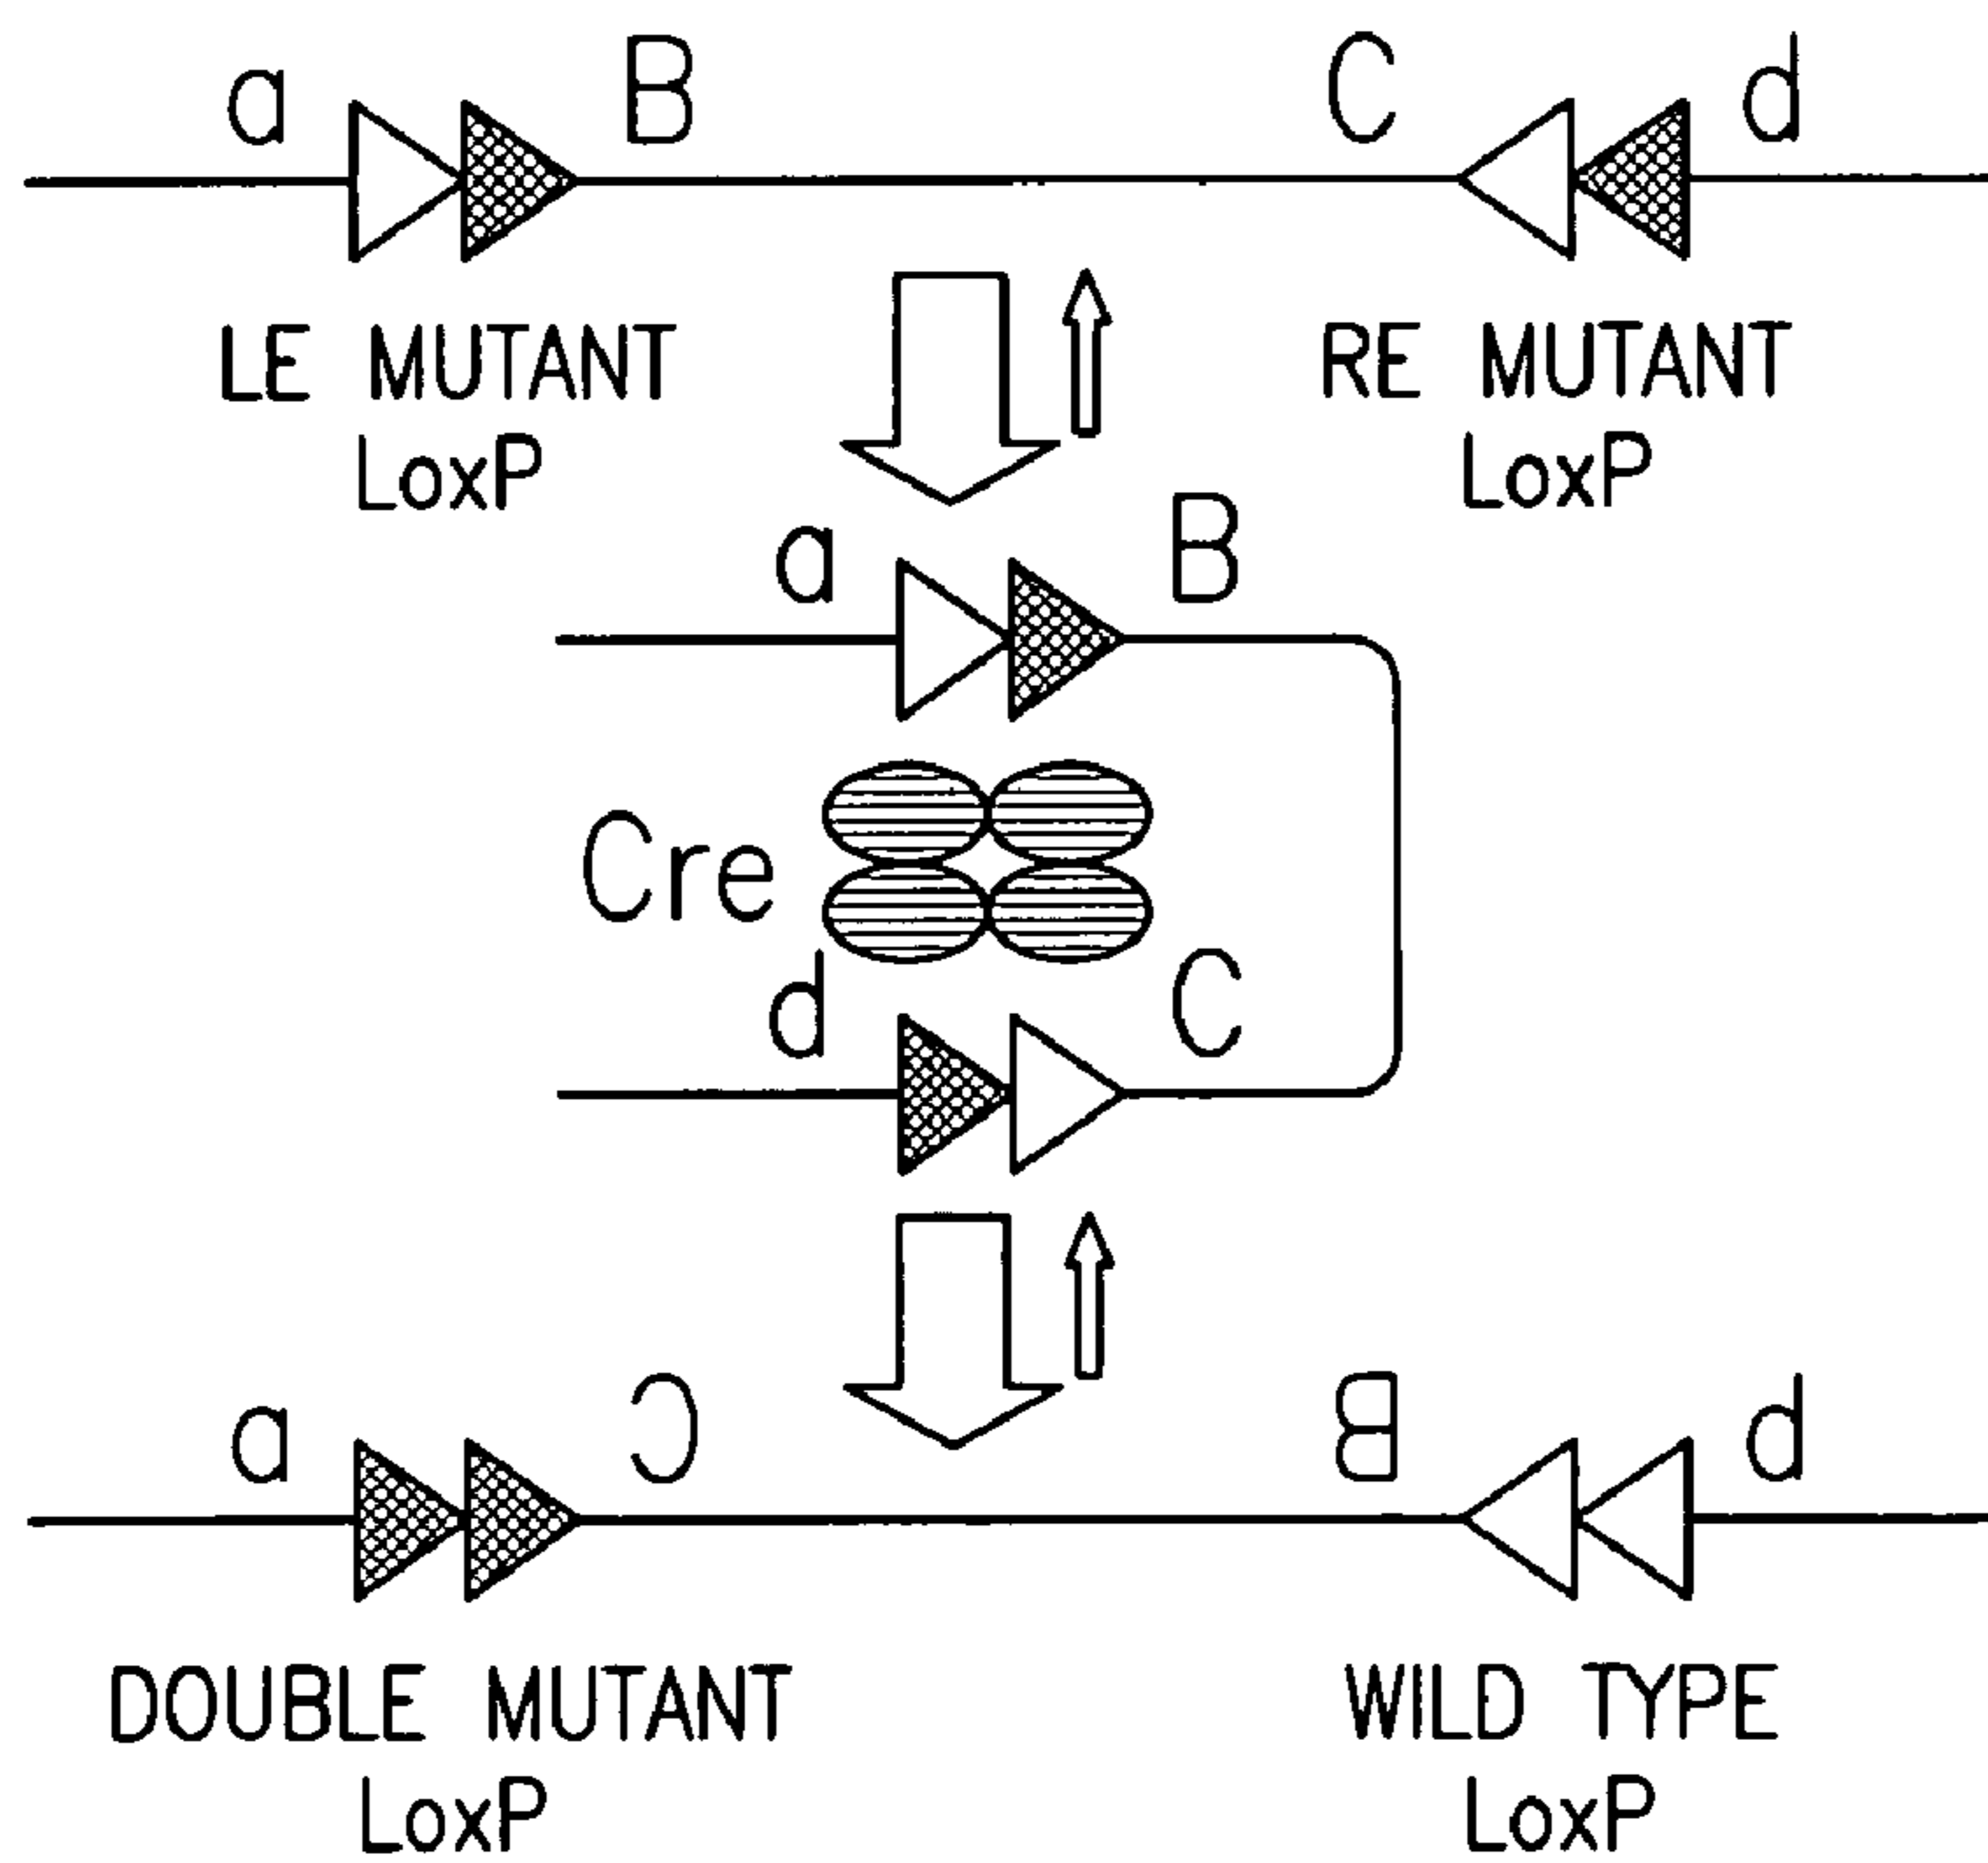 a B C d
LE MUTANT RE MUTANT
LoxP LoxP
a B
Cre
d C
a C B d
DOUBLE MUTANT WILD TYPE
LoxP LoxP